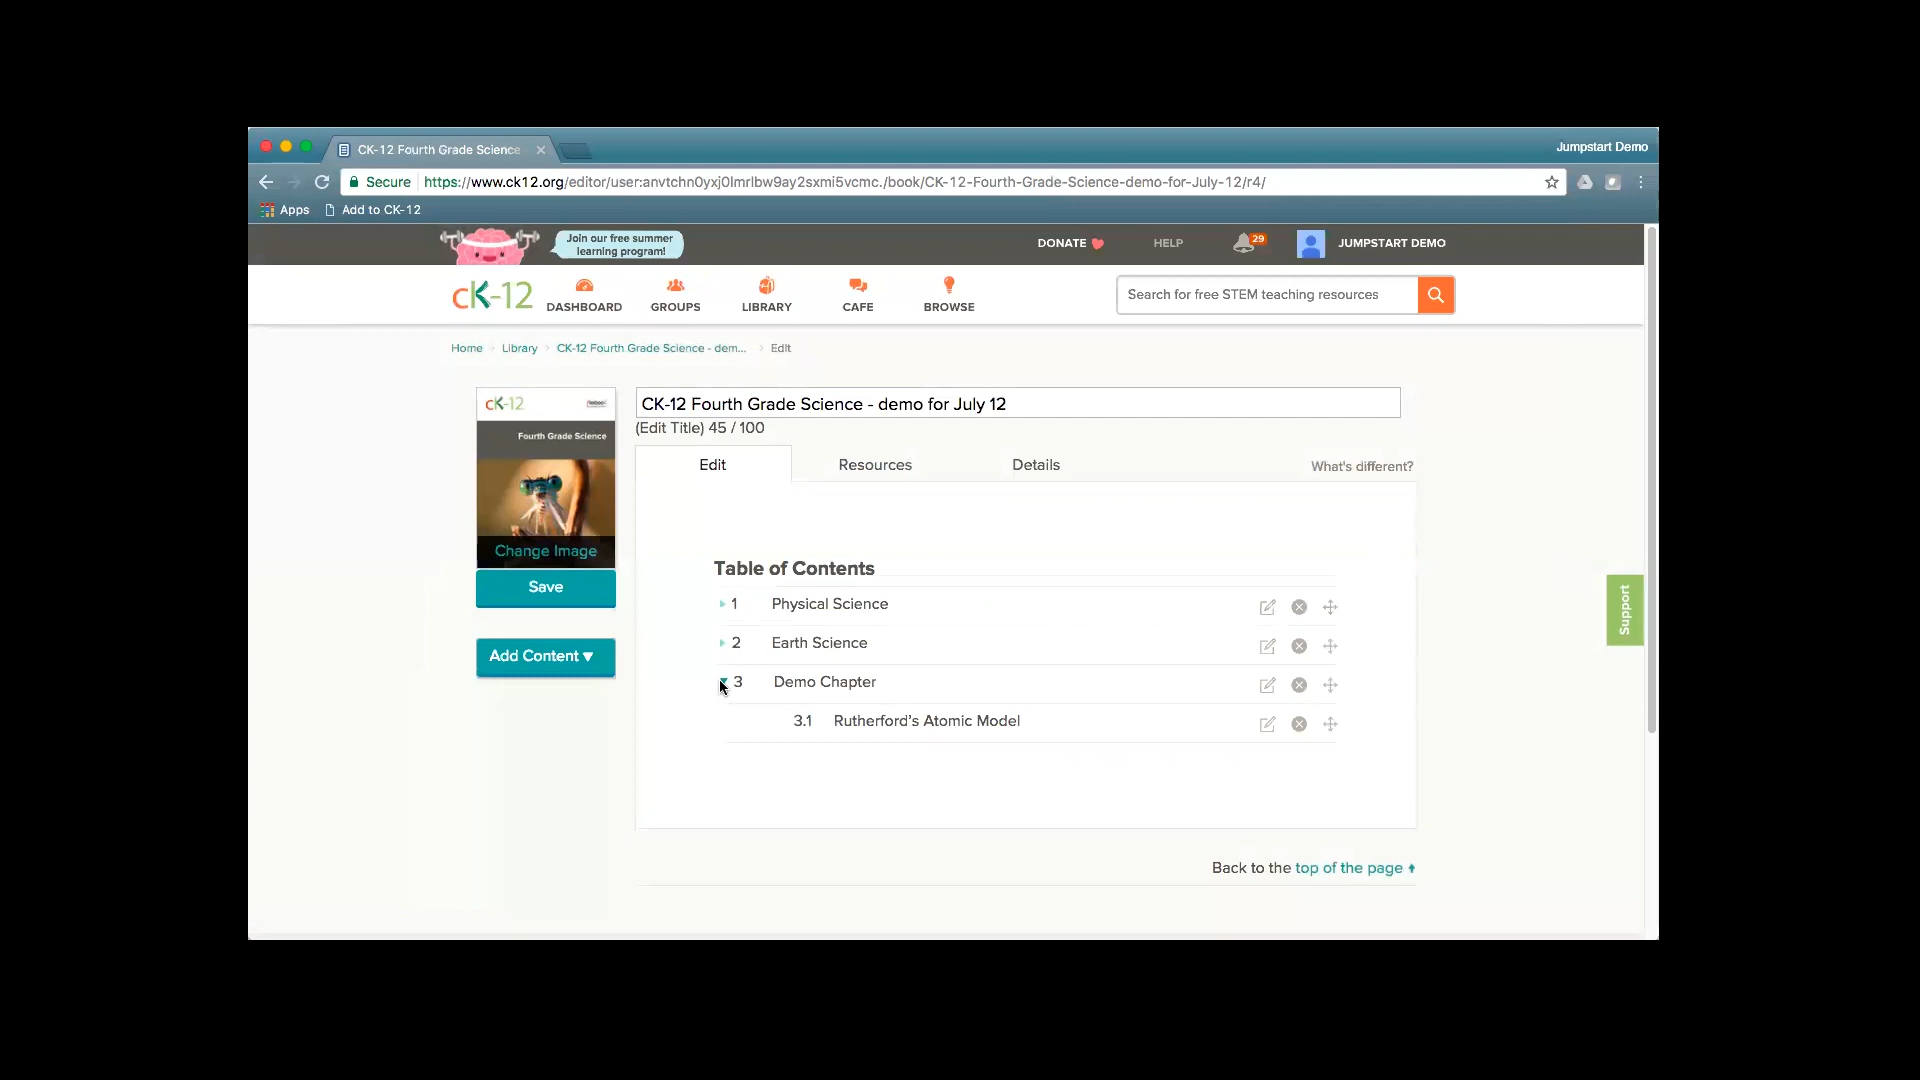 CK-12 Fourth Grade Science
Jumpstart Demo
Secure https://www.ck12.org/editor/user:anvtchn0yxj0lmrlbw9ay2sxmi5vcmc./book/CK-12-Fourth-Grade-Science-demo-for-July-12/r4/
Apps Add to CK-12
Join our free summer
learning program!
DONATE HELP 29 JUMPSTART DEMO
cK-12 DASHBOARD GROUPS LIBRARY CAFE BROWSE Search for free STEM teaching resources
Home Library CK-12 Fourth Grade Science - dem... Edit
cK-12
Fourth Grade Science
Change Image
Save
Add Content
CK-12 Fourth Grade Science - demo for July 12
(Edit Title) 45 / 100
Edit Resources Details What's different?
Table of Contents
1 Physical Science
2 Earth Science
3 Demo Chapter
3.1 Rutherford’s Atomic Model
Back to the top of the page
Support